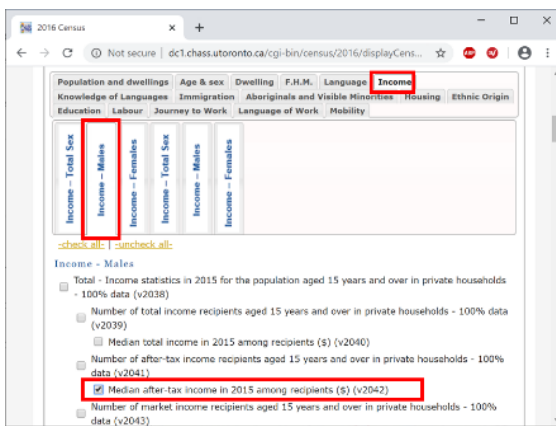 2016 Census
Not secure | dc1.chass.utoronto.ca/cgi-bin/census/2016/displayCens...
Population and dwellings Age & sex Dwelling F.H.M. Language Income
Knowledge of Languages Immigration Aboriginals and Visible Minorities Housing Ethnic Origin
Education Labour Journey to Work Language of Work Mobility
Income - Total Sex
Income - Males
Income - Females
Income - Total Sex
Income - Males
Income - Females
-check all- | -uncheck all-
Income - Males
Total - Income statistics in 2015 for the population aged 15 years and over in private households
- 100% data (v2038)
Number of total income recipients aged 15 years and over in private households - 100% data
(v2039)
Median total income in 2015 among recipients ($) (v2040)
Number of after-tax income recipients aged 15 years and over in private households - 100%
data (v2041)
Median after-tax income in 2015 among recipients ($) (v2042)
Number of market income recipients aged 15 years and over in private households - 100%
data (v2043)